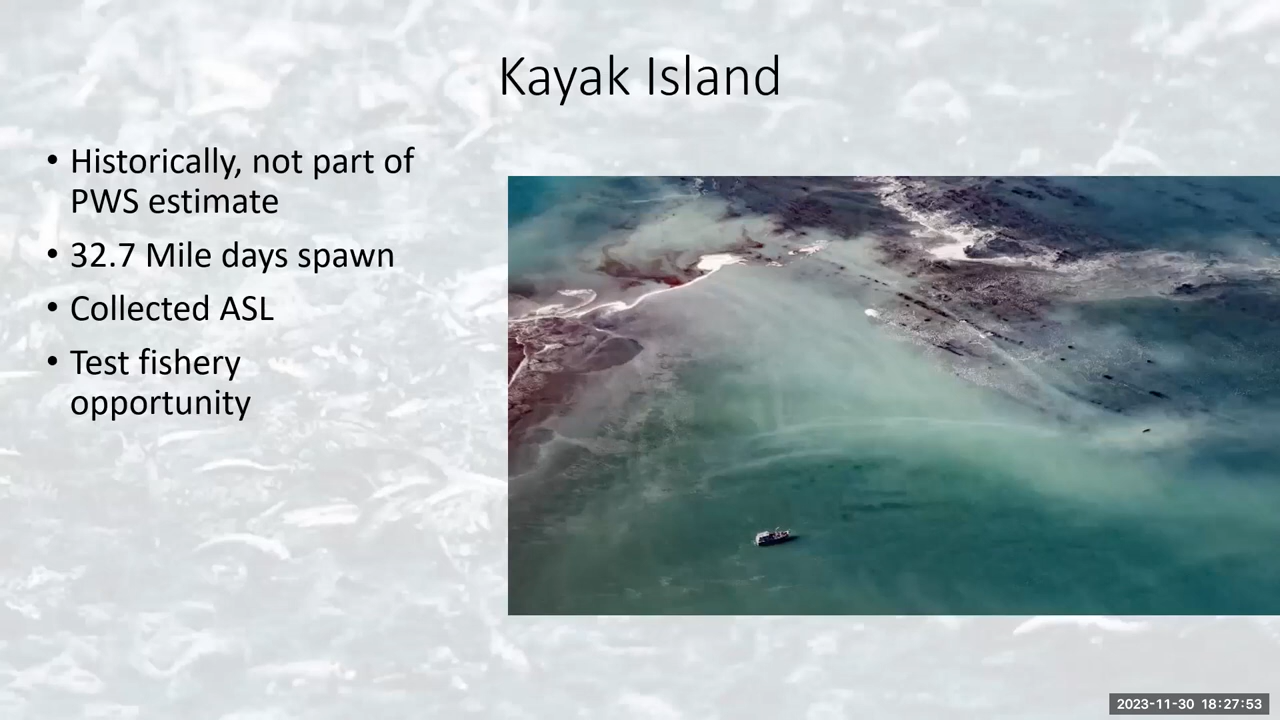 Kayak Island
• Historically, not part of
PWS estimate
• 32.7 Mile days spawn
• Collected ASL
• Test fishery
opportunity
2023-11-30 18:27:53